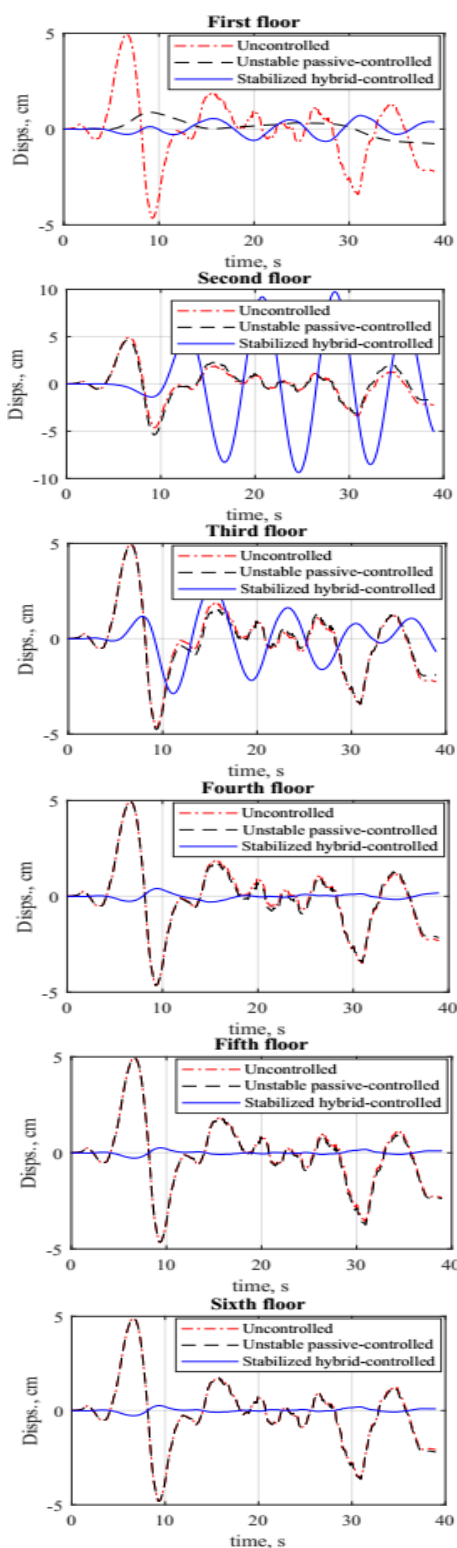 First floor
5
Uncontrolled
Unstable passive-controlled
Stabilized hybrid-controlled
Disps., cm
0
-5
0
10
20
30
40
time, s
Second floor
10
Uncontrolled
Unstable passive-controlled
Stabilized hybrid-controlled
5
Disps., cm
0
-5
-10
0
10
20
30
40
time, s
Third floor
5
Uncontrolled
Unstable passive-controlled
Stabilized hybrid-controlled
Disps., cm
0
-5
0
10
20
30
40
time, s
Fourth floor
5
Uncontrolled
Unstable passive-controlled
Stabilized hybrid-controlled
Disps., cm
0
-5
0
10
20
30
40
time, s
Fifth floor
5
Uncontrolled
Unstable passive-controlled
Stabilized hybrid-controlled
Disps., cm
0
-5
0
10
20
30
40
time, s
Sixth floor
5
Uncontrolled
Unstable passive-controlled
Stabilized hybrid-controlled
Disps., cm
0
-5
0
10
20
30
40
time, s